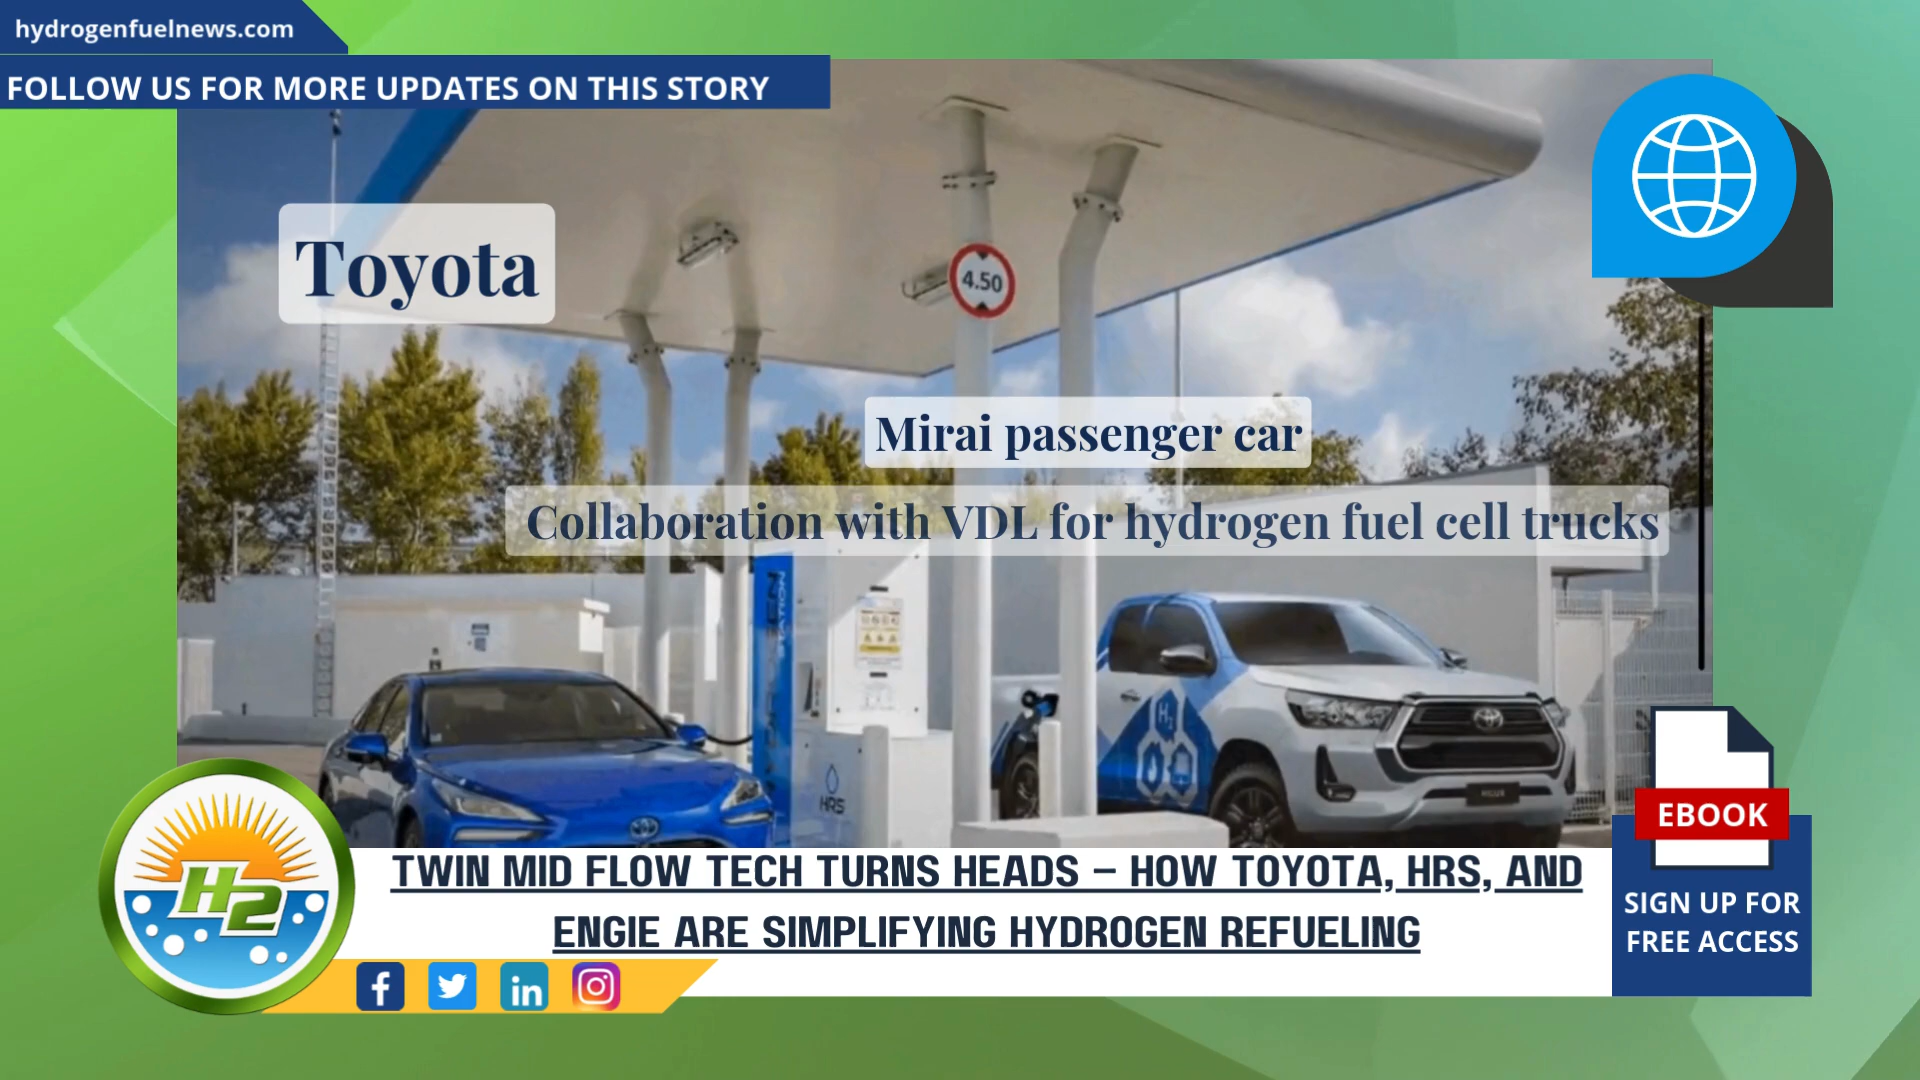 hydrogenfuelnews.com
FOLLOW US FOR MORE UPDATES ON THIS STORY
Toyota
4.50
Mirai passenger car
Collaboration with VDL for hydrogen fuel cell trucks
H2
HRS
HILUX
EBOOK
SIGN UP FOR
FREE ACCESS
H2
TWIN MID FLOW TECH TURNS HEADS – HOW TOYOTA, HRS, AND
ENGIE ARE SIMPLIFYING HYDROGEN REFUELING